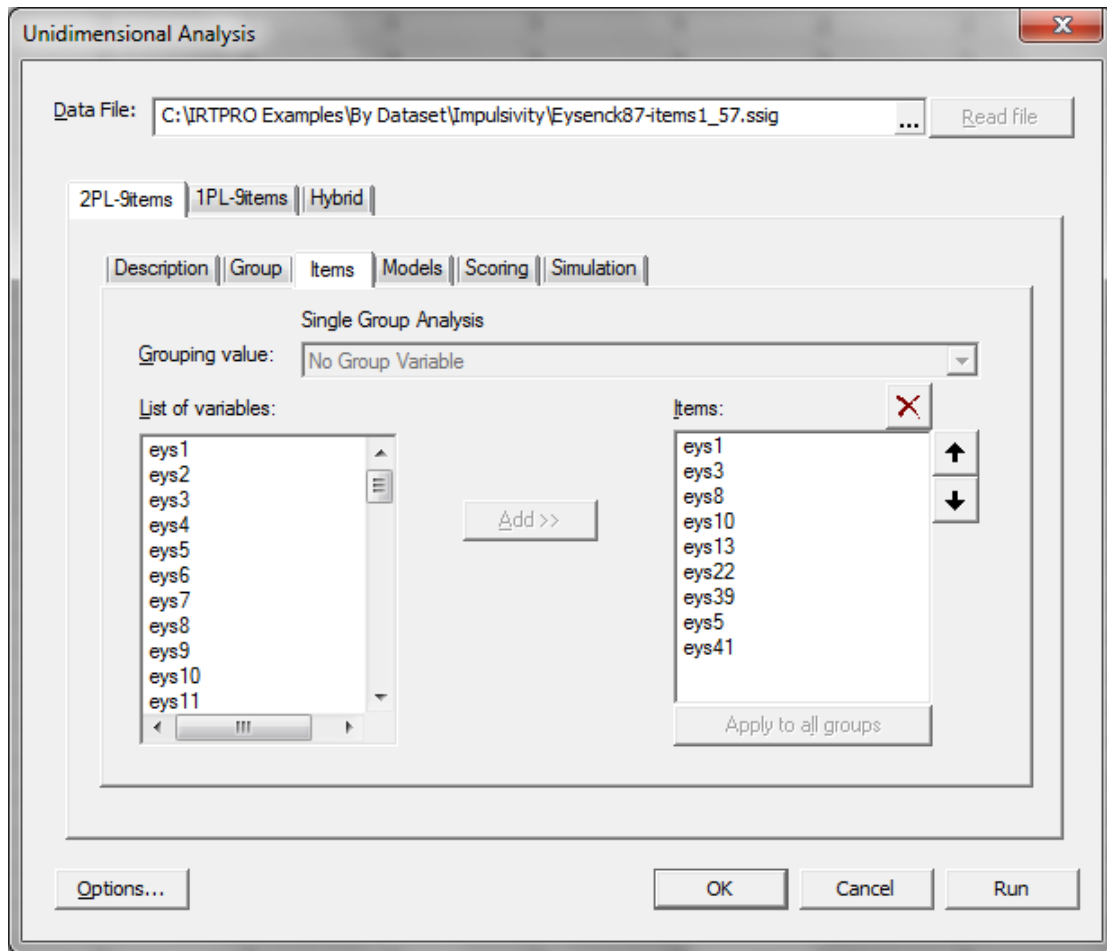 Unidimensional Analysis
Data File: C:\IRTPRO Examples\By Dataset\Impulsivity\Eysenck87-items1_57.ssig ... Read file
2PL-9items 1PL-9items Hybrid
Description Group Items Models Scoring Simulation
Single Group Analysis
Grouping value: No Group Variable
List of variables:
eys1
eys2
eys3
eys4
eys5
eys6
eys7
eys8
eys9
eys10
eys11
Add >>
Items:
eys1
eys3
eys8
eys10
eys13
eys22
eys39
eys5
eys41
Apply to all groups
Options... OK Cancel Run